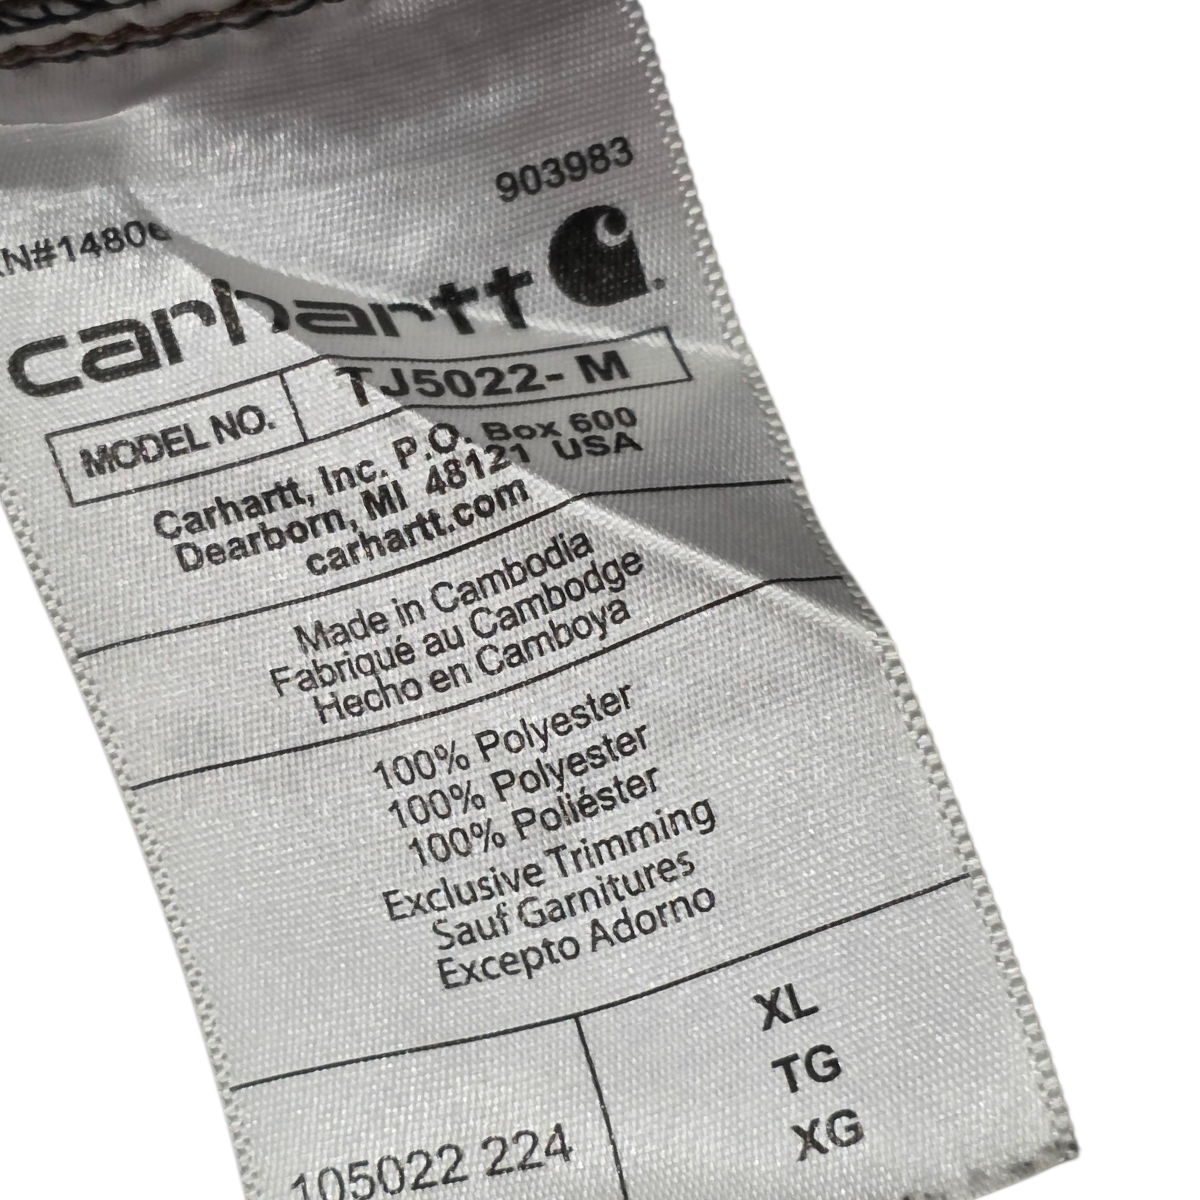 903983
RN#14806
carhartt
MODEL NO. TJ5022- M
Carhartt, Inc. P.O. Box 600
Dearborn, MI 48121 USA
carhartt.com
Made in Cambodia
Fabriqué au Cambodge
Hecho en Camboya
100% Polyester
100% Polyester
100% Poliéster
Exclusive Trimming
Sauf Garnitures
Excepto Adorno
XL
TG
XG
105022 224